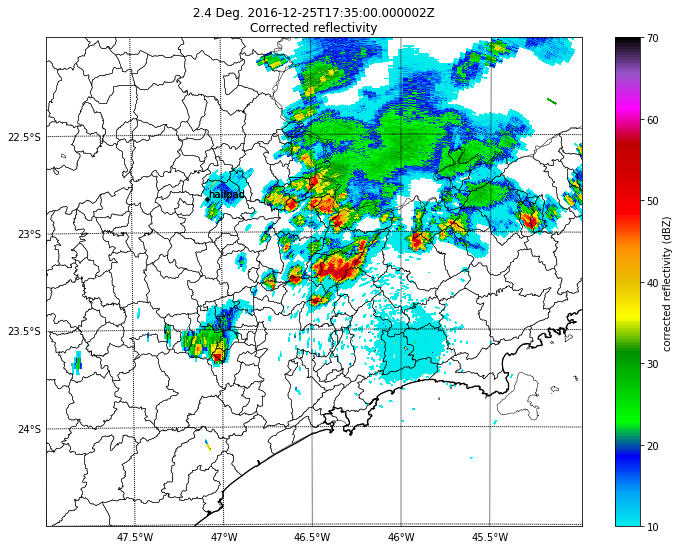 2.4 Deg. 2016-12-25T17:35:00.000002Z
Corrected reflectivity
22.5°S
23°S
23.5°S
24°S
47.5°W
47°W
46.5°W
46°W
45.5°W
hailpad
70
60
50
40
30
20
10
corrected reflectivity (dBZ)